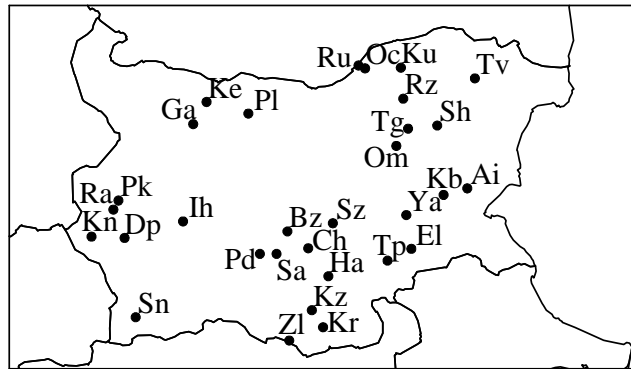 Ru OcKu Tv
Ke Rz
Ga Pl
Tg Sh
Om
Ra Pk Kb Ai
Ih Sz Ya
Kn Dp Bz
Ch Tp El
Pd Sa Ha
Sn Kz
Zl Kr